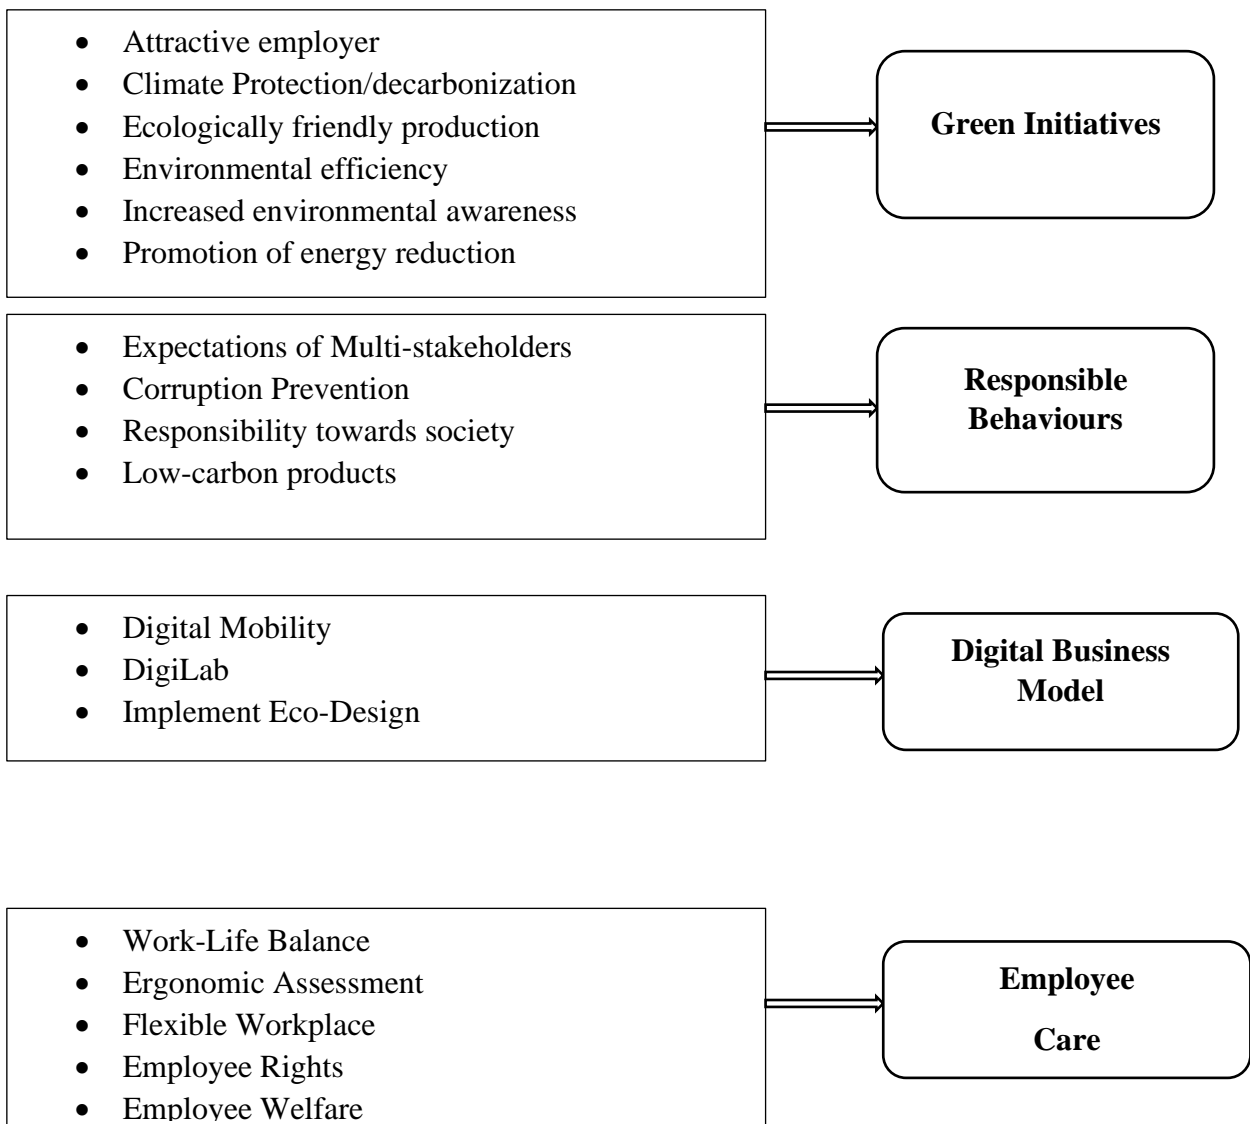 • Attractive employer
• Climate Protection/decarbonization
• Ecologically friendly production
• Environmental efficiency
• Increased environmental awareness
• Promotion of energy reduction
Green Initiatives
• Expectations of Multi-stakeholders
• Corruption Prevention
• Responsibility towards society
• Low-carbon products
Responsible
Behaviours
• Digital Mobility
• DigiLab
• Implement Eco-Design
Digital Business
Model
• Work-Life Balance
• Ergonomic Assessment
• Flexible Workplace
• Employee Rights
• Employee Welfare
Employee
Care